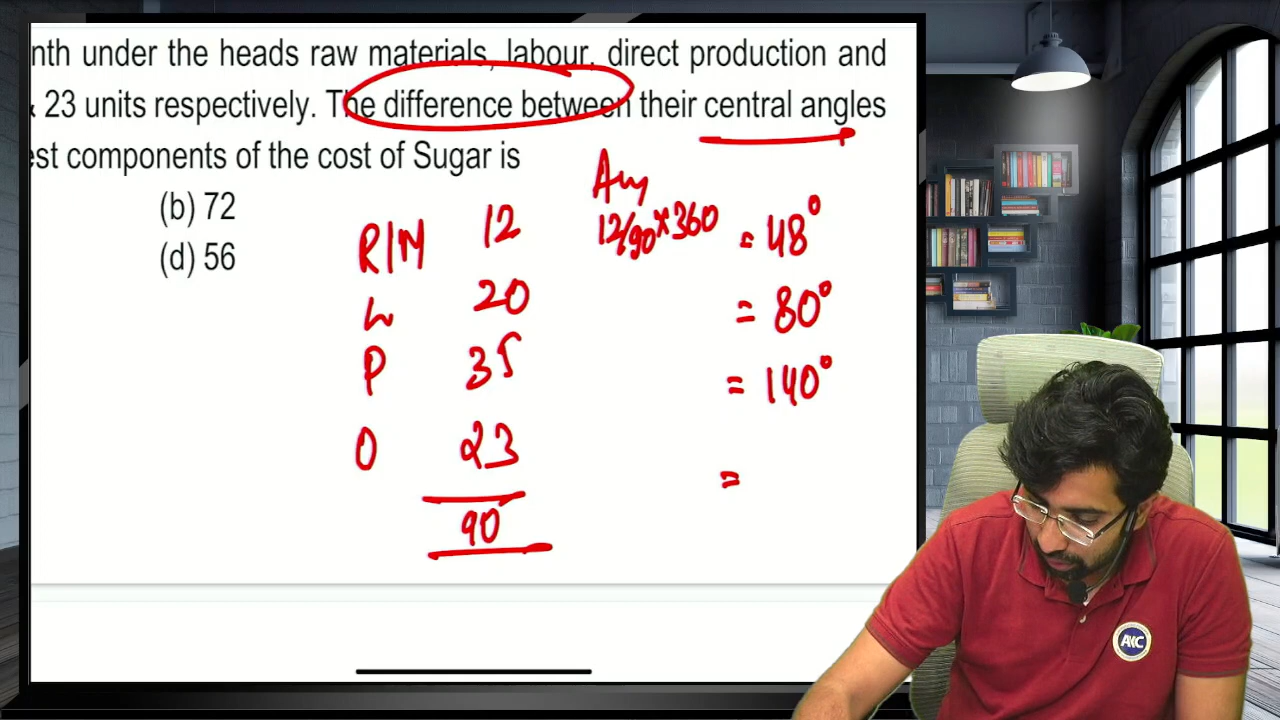 nth under the heads raw materials, labour, direct production and
& 23 units respectively. The difference between their central angles
est components of the cost of Sugar is
(b) 72
(d) 56
Ang
R/M 12 12/90 x 360 = 48°
L 20 = 80°
P 35 = 140°
O 23 =
90
AKC